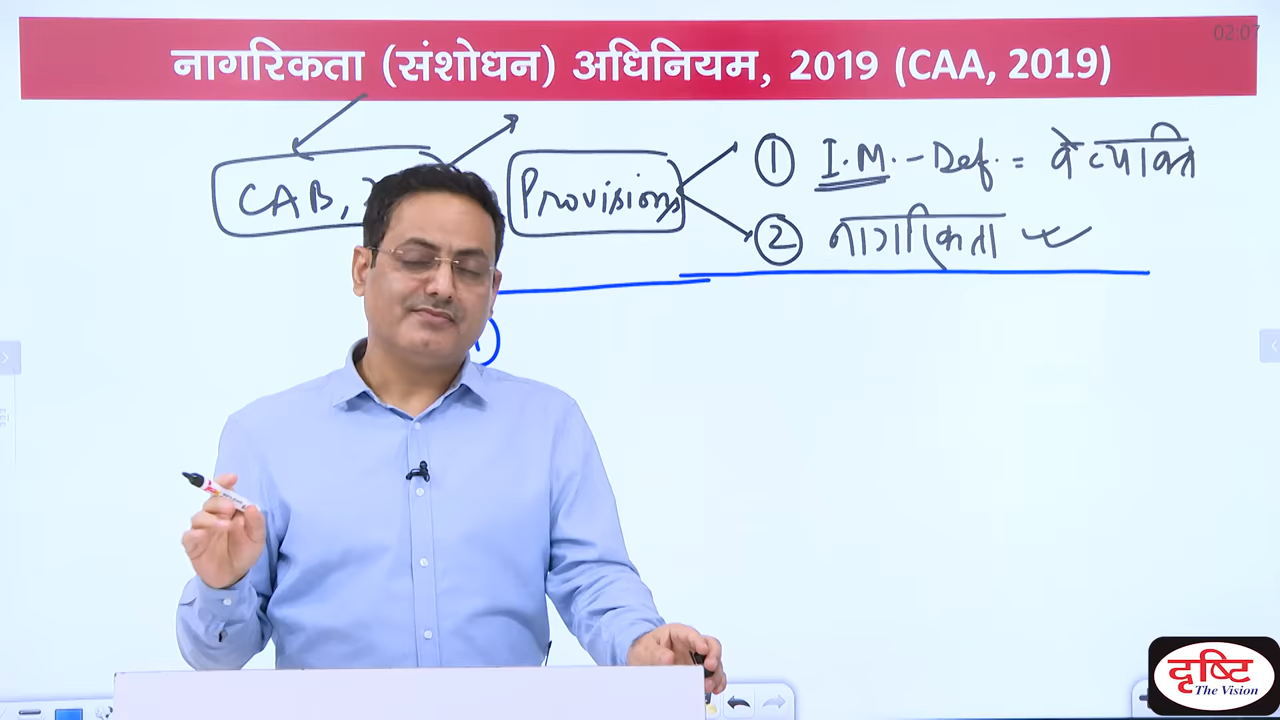 02:07
नागरिकता (संशोधन) अधिनियम, 2019 (CAA, 2019)
CAB,
Provisions
① I.M. - Def. = वे व्यक्ति
② नागरिकता
दृष्टि
The Vision